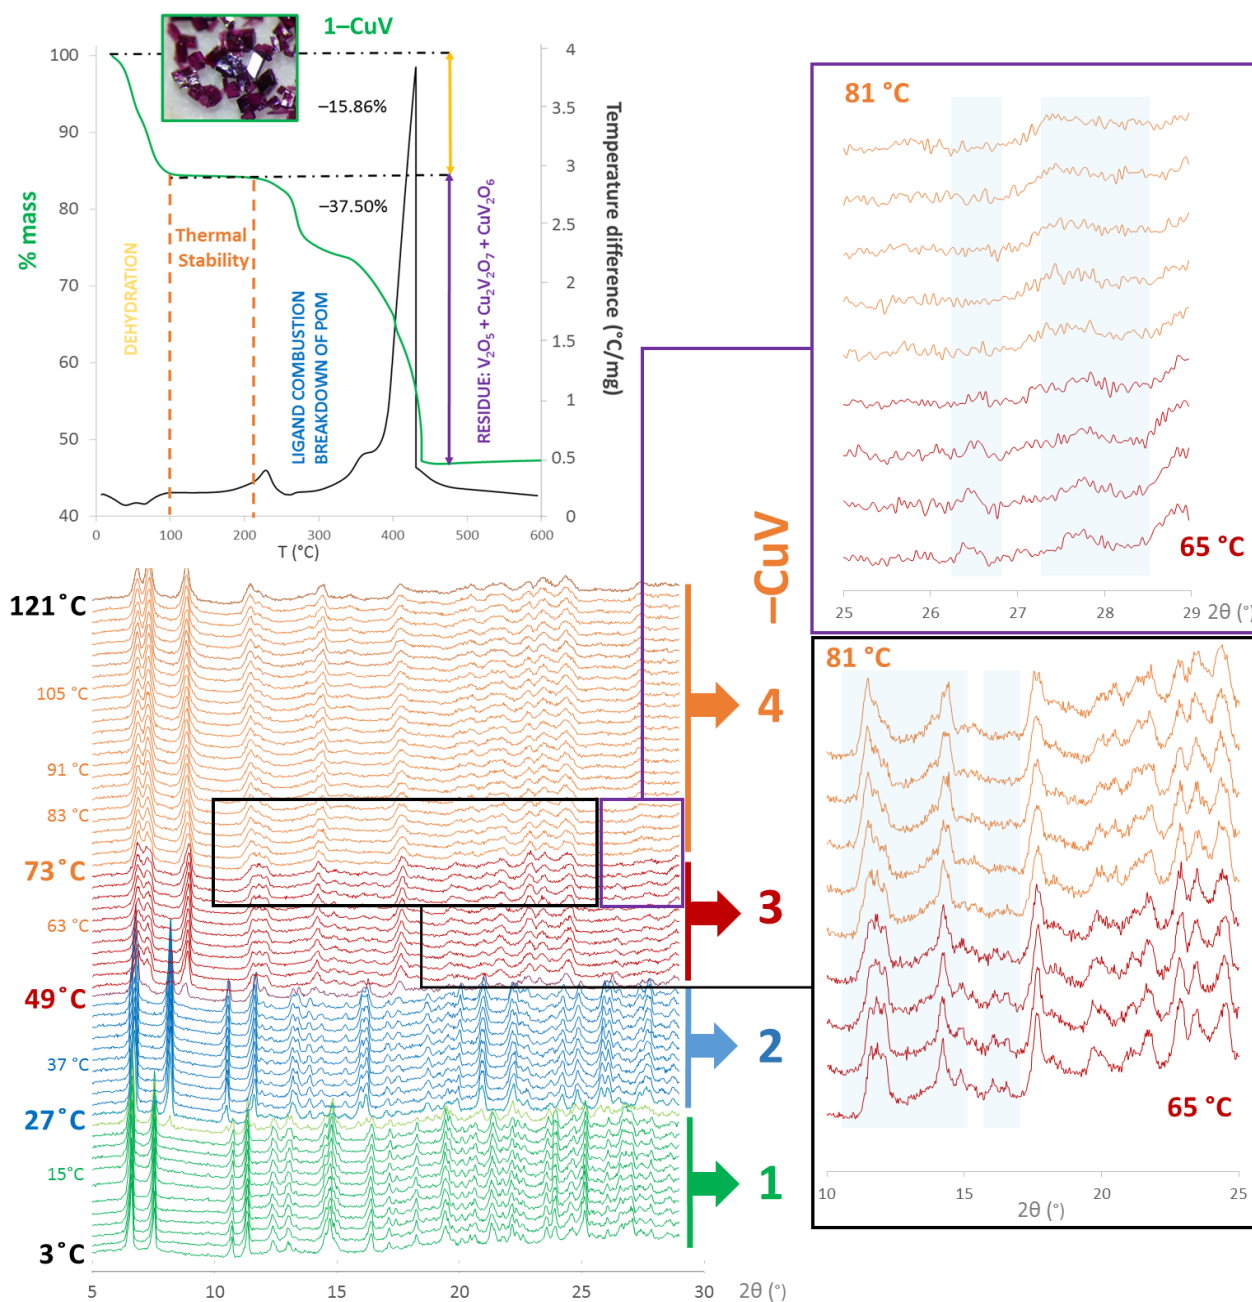 1–CuV
100
90
80
70
60
50
40
% mass
4
3.5
3
2.5
2
1.5
1
0.5
0
Temperature difference (°C/mg)
–15.86%
–37.50%
DEHYDRATION
Thermal
Stability
LIGAND COMBUSTION
BREAKDOWN OF POM
RESIDUE: V₂O₅ + Cu₂V₂O₇ + CuV₂O₆
0 100 200 300 400 500 600
T (°C)
121°C
105 °C
91 °C
83 °C
73°C
63 °C
49°C
37 °C
27°C
15°C
3°C
–CuV
4
3
2
1
5 10 15 20 25 30 2θ (°)
81 °C
65 °C
25 26 27 28 29 2θ (°)
81 °C
65 °C
10 15 20 25
2θ (°)